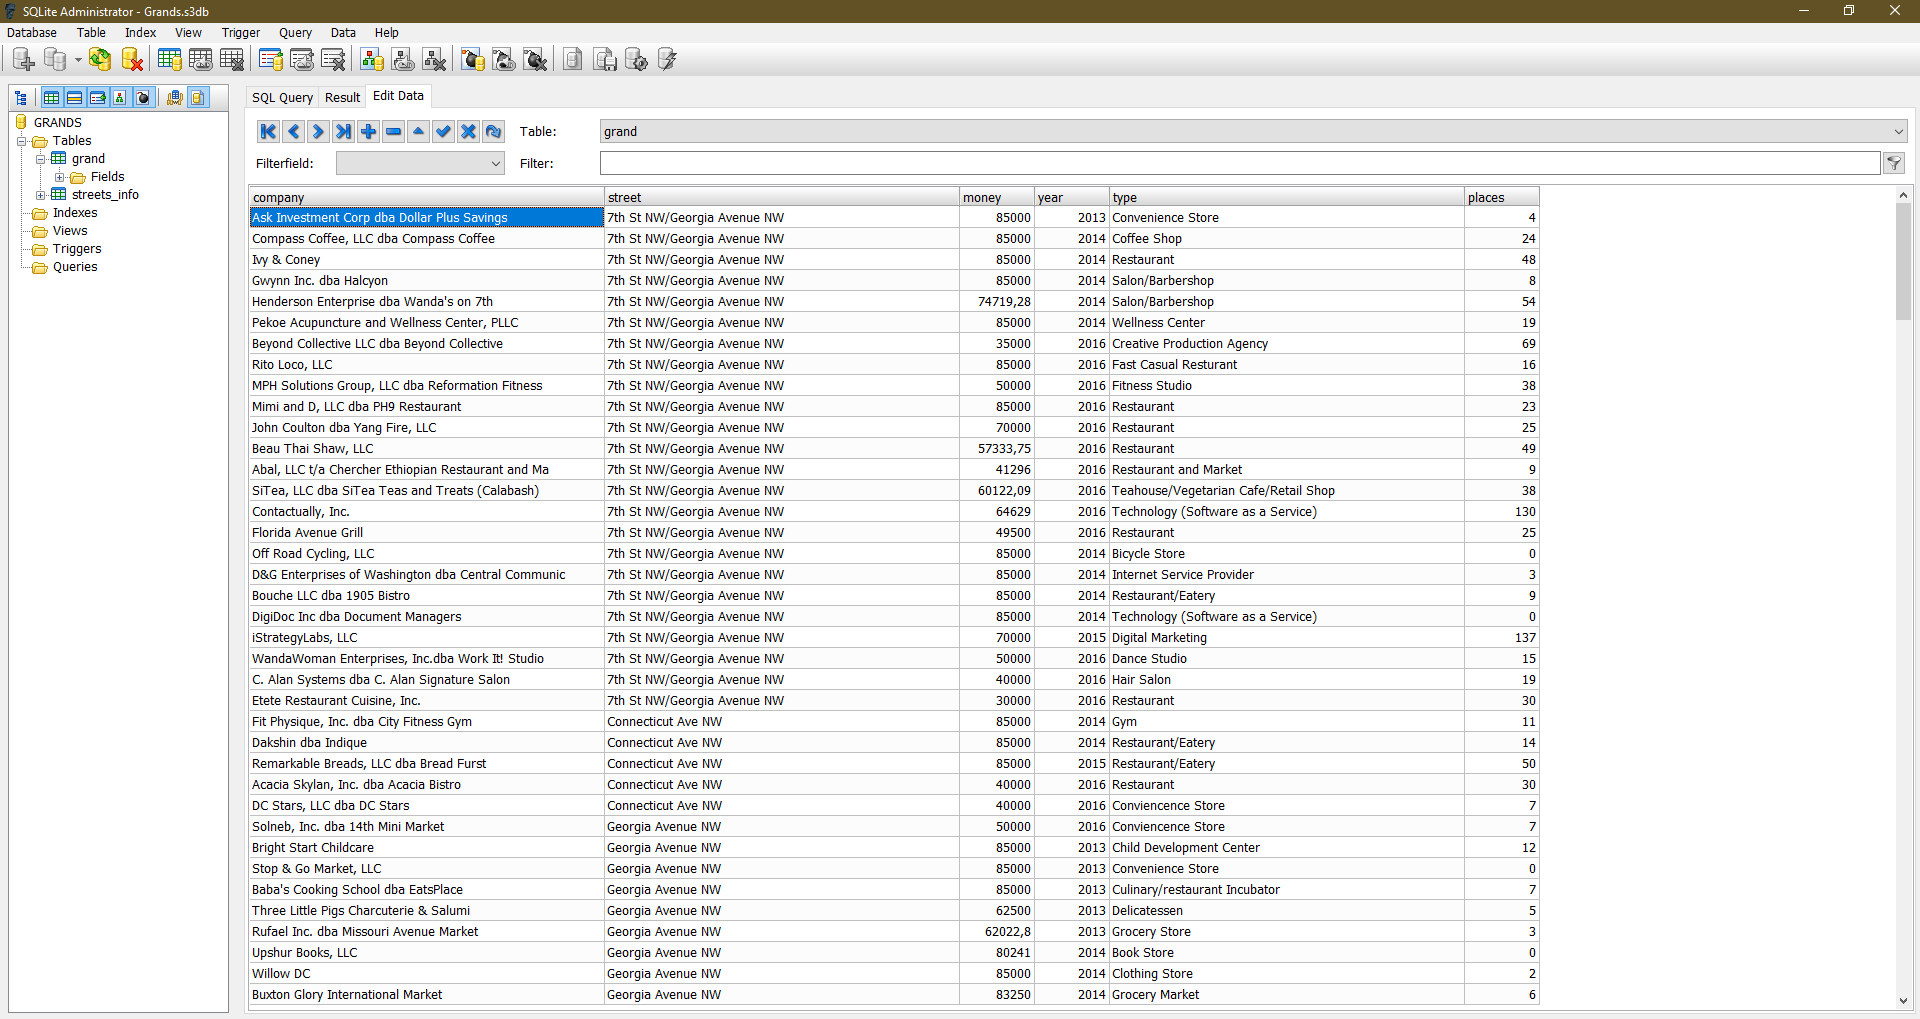 SQLite Administrator - Grands.s3db
Database Table Index View Trigger Query Data Help
SQL Query Result Edit Data
GRANDS
Tables
grand
Fields
streets_info
Indexes
Views
Triggers
Queries
Table: grand
Filterfield: Filter:
company street money year type places
Ask Investment Corp dba Dollar Plus Savings 7th St NW/Georgia Avenue NW 85000 2013 Convenience Store 4
Compass Coffee, LLC dba Compass Coffee 7th St NW/Georgia Avenue NW 85000 2014 Coffee Shop 24
Ivy & Coney 7th St NW/Georgia Avenue NW 85000 2014 Restaurant 48
Gwynn Inc. dba Halcyon 7th St NW/Georgia Avenue NW 85000 2014 Salon/Barbershop 8
Henderson Enterprise dba Wanda's on 7th 7th St NW/Georgia Avenue NW 74719,28 2014 Salon/Barbershop 54
Pekoe Acupuncture and Wellness Center, PLLC 7th St NW/Georgia Avenue NW 85000 2014 Wellness Center 19
Beyond Collective LLC dba Beyond Collective 7th St NW/Georgia Avenue NW 35000 2016 Creative Production Agency 69
Rito Loco, LLC 7th St NW/Georgia Avenue NW 85000 2016 Fast Casual Resturant 16
MPH Solutions Group, LLC dba Reformation Fitness 7th St NW/Georgia Avenue NW 50000 2016 Fitness Studio 38
Mimi and D, LLC dba PH9 Restaurant 7th St NW/Georgia Avenue NW 85000 2016 Restaurant 23
John Coulton dba Yang Fire, LLC 7th St NW/Georgia Avenue NW 70000 2016 Restaurant 25
Beau Thai Shaw, LLC 7th St NW/Georgia Avenue NW 57333,75 2016 Restaurant 49
Abal, LLC t/a Chercher Ethiopian Restaurant and Ma 7th St NW/Georgia Avenue NW 41296 2016 Restaurant and Market 9
SiTea, LLC dba SiTea Teas and Treats (Calabash) 7th St NW/Georgia Avenue NW 60122,09 2016 Teahouse/Vegetarian Cafe/Retail Shop 38
Contactually, Inc. 7th St NW/Georgia Avenue NW 64629 2016 Technology (Software as a Service) 130
Florida Avenue Grill 7th St NW/Georgia Avenue NW 49500 2016 Restaurant 25
Off Road Cycling, LLC 7th St NW/Georgia Avenue NW 85000 2014 Bicycle Store 0
D&G Enterprises of Washington dba Central Communic 7th St NW/Georgia Avenue NW 85000 2014 Internet Service Provider 3
Bouche LLC dba 1905 Bistro 7th St NW/Georgia Avenue NW 85000 2014 Restaurant/Eatery 9
DigiDoc Inc dba Document Managers 7th St NW/Georgia Avenue NW 85000 2014 Technology (Software as a Service) 0
iStrategyLabs, LLC 7th St NW/Georgia Avenue NW 70000 2015 Digital Marketing 137
WandaWoman Enterprises, Inc.dba Work It! Studio 7th St NW/Georgia Avenue NW 50000 2016 Dance Studio 15
C. Alan Systems dba C. Alan Signature Salon 7th St NW/Georgia Avenue NW 40000 2016 Hair Salon 19
Etete Restaurant Cuisine, Inc. 7th St NW/Georgia Avenue NW 30000 2016 Restaurant 30
Fit Physique, Inc. dba City Fitness Gym Connecticut Ave NW 85000 2014 Gym 11
Dakshin dba Indique Connecticut Ave NW 85000 2014 Restaurant/Eatery 14
Remarkable Breads, LLC dba Bread Furst Connecticut Ave NW 85000 2015 Restaurant/Eatery 50
Acacia Skylan, Inc. dba Acacia Bistro Connecticut Ave NW 40000 2016 Restaurant 30
DC Stars, LLC dba DC Stars Connecticut Ave NW 40000 2016 Conviencence Store 7
Solneb, Inc. dba 14th Mini Market Georgia Avenue NW 50000 2016 Conviencence Store 7
Bright Start Childcare Georgia Avenue NW 85000 2013 Child Development Center 12
Stop & Go Market, LLC Georgia Avenue NW 85000 2013 Convenience Store 0
Baba's Cooking School dba EatsPlace Georgia Avenue NW 85000 2013 Culinary/restaurant Incubator 7
Three Little Pigs Charcuterie & Salumi Georgia Avenue NW 62500 2013 Delicatessen 5
Rufael Inc. dba Missouri Avenue Market Georgia Avenue NW 62022,8 2013 Grocery Store 3
Upshur Books, LLC Georgia Avenue NW 80241 2014 Book Store 0
Willow DC Georgia Avenue NW 85000 2014 Clothing Store 2
Buxton Glory International Market Georgia Avenue NW 83250 2014 Grocery Market 6